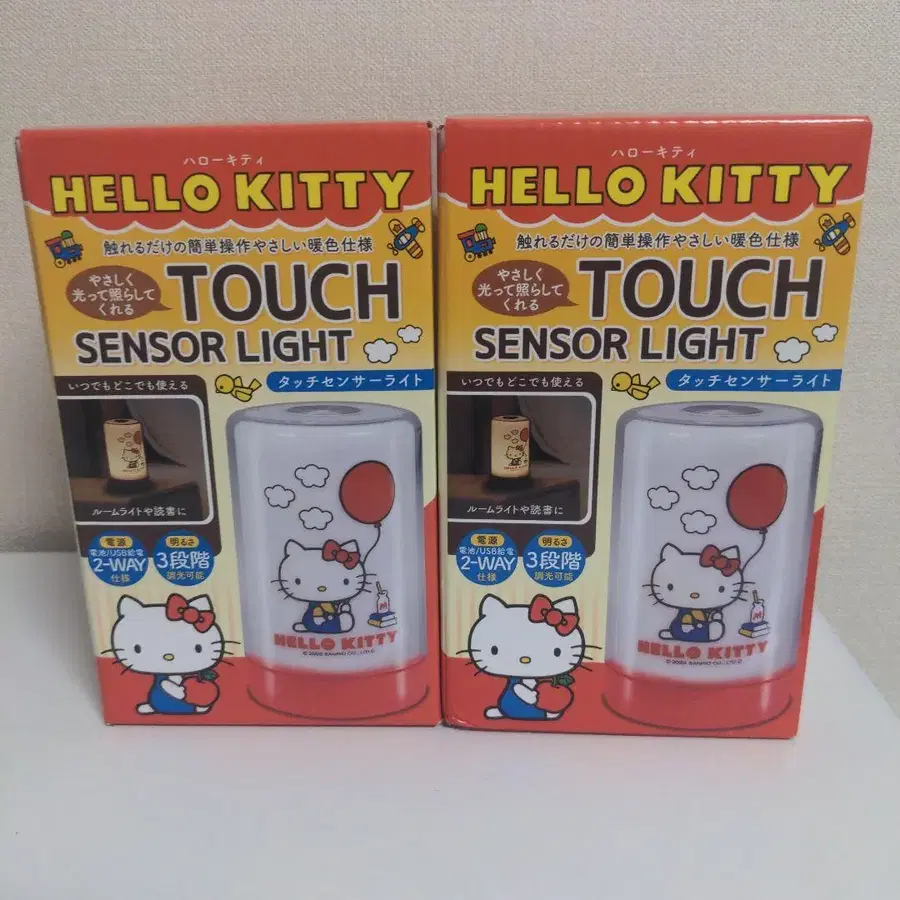 ハローキティ
HELLO KITTY
触れるだけの簡単操作やさしい暖色仕様
やさしく
光って照らして
くれる
TOUCH
SENSOR LIGHT
いつでもどこでも使える
タッチセンサーライト
ルームライトや読書に
電源
電池/USB給電
2-WAY
仕様
明るさ
3段階
調光可能
HELLO KITTY
ハローキティ
HELLO KITTY
触れるだけの簡単操作やさしい暖色仕様
やさしく
光って照らして
くれる
TOUCH
SENSOR LIGHT
いつでもどこでも使える
タッチセンサーライト
ルームライトや読書に
電源
電池/USB給電
2-WAY
仕様
明るさ
3段階
調光可能
M
HELLO KITTY